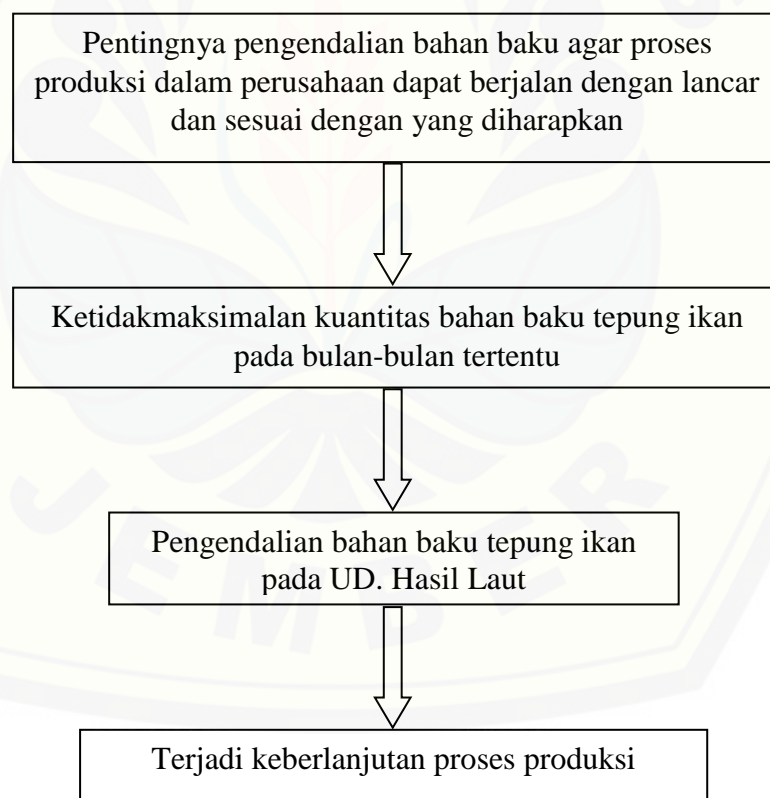 Pentingnya pengendalian bahan baku agar proses
produksi dalam perusahaan dapat berjalan dengan lancar
dan sesuai dengan yang diharapkan
Ketidakmaksimalan kuantitas bahan baku tepung ikan
pada bulan-bulan tertentu
Pengendalian bahan baku tepung ikan
pada UD. Hasil Laut
Terjadi keberlanjutan proses produksi
JEMBER